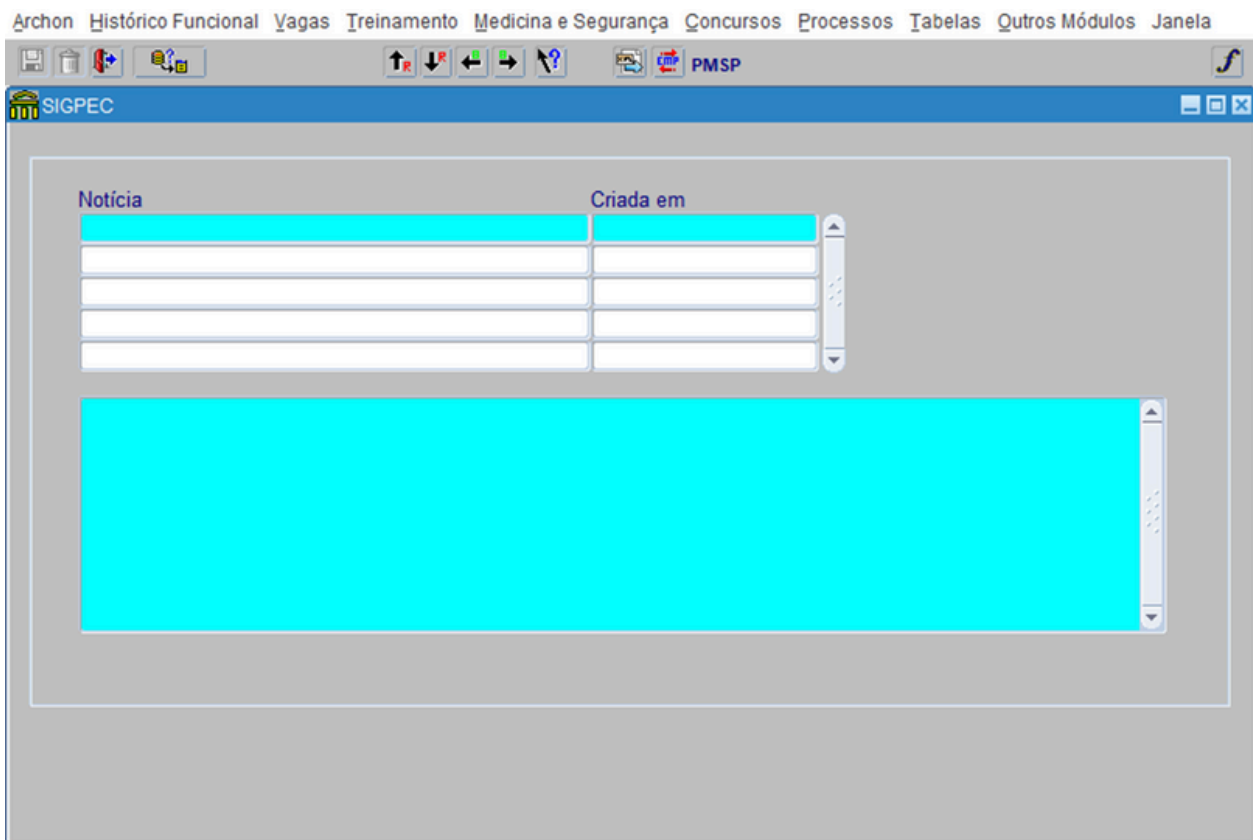 Archon Histórico Funcional Vagas Treinamento Medicina e Segurança Concursos Processos Tabelas Outros Módulos Janela
R R PMSP f
SIGPEC
Notícia Criada em